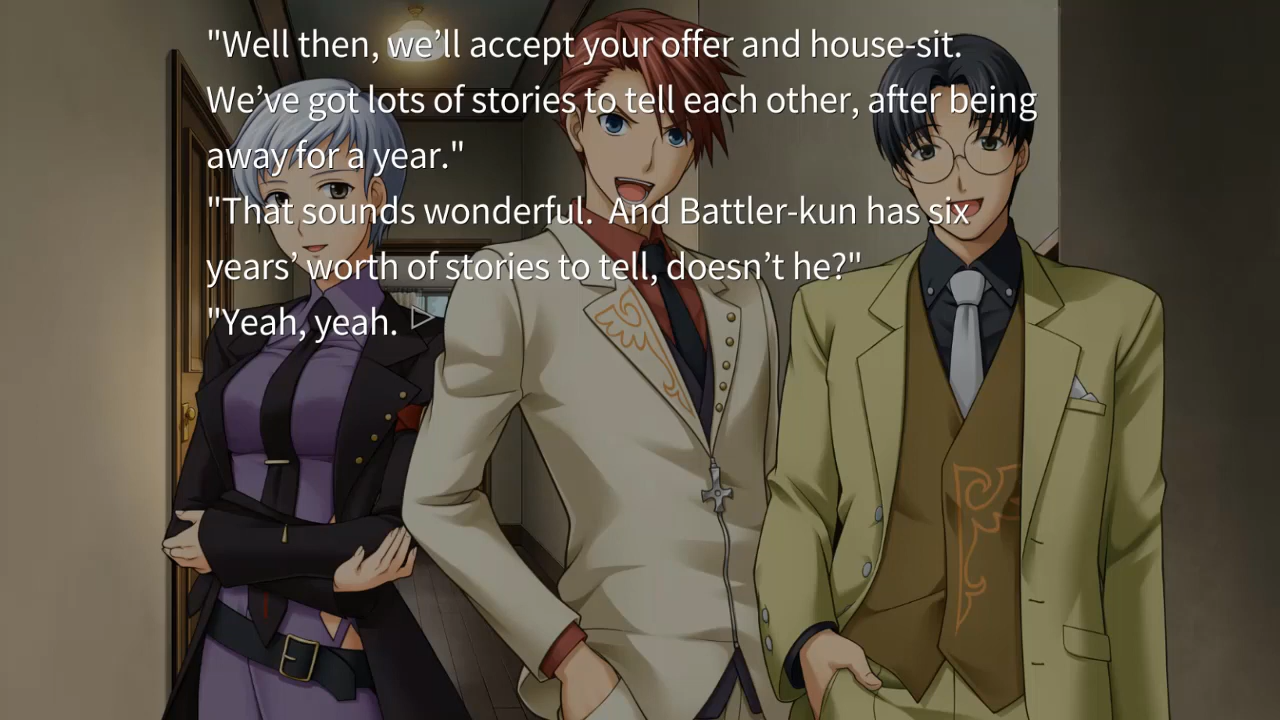 "Well then, we’ll accept your offer and house-sit.
We’ve got lots of stories to tell each other, after being
away for a year."
"That sounds wonderful.  And Battler-kun has six
years’ worth of stories to tell, doesn’t he?"
"Yeah, yeah.